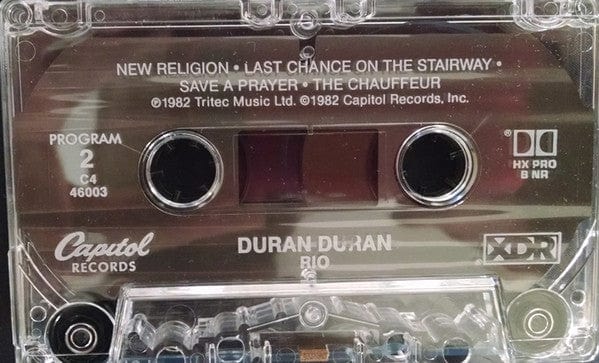 NEW RELIGION • LAST CHANCE ON THE STAIRWAY •
SAVE A PRAYER • THE CHAUFFEUR
℗1982 Tritec Music Ltd. ©1982 Capitol Records, Inc.
PROGRAM
2
C4
46003
®
HX PRO
B NR
Capitol
RECORDS
DURAN DURAN
RIO
XDR